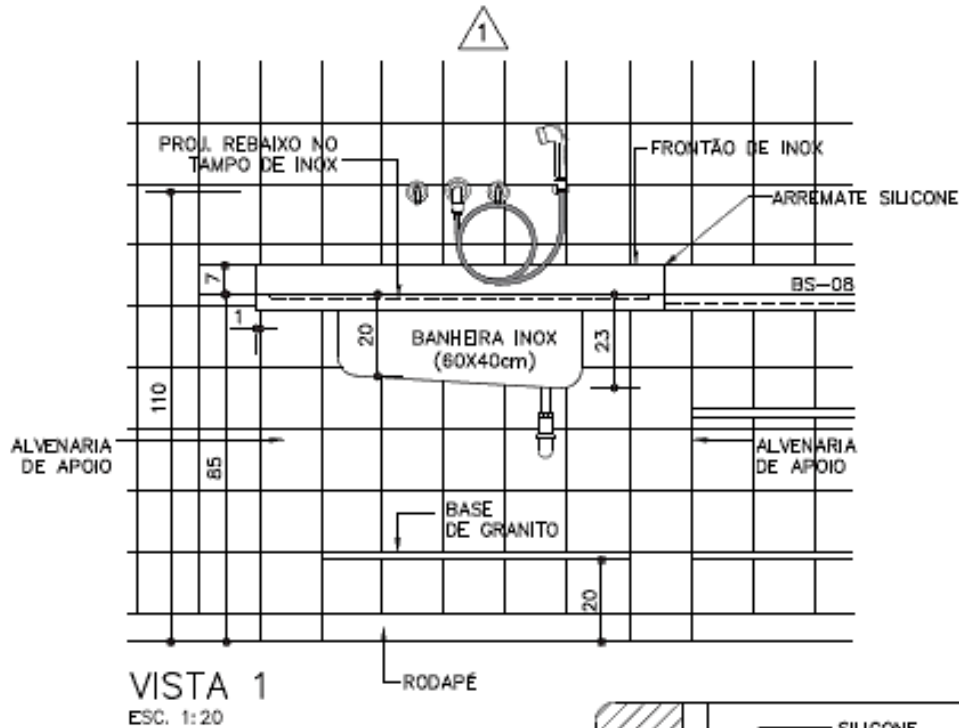 1
PROJ. REBAIXO NO
TAMPO DE INOX
FRONTÃO DE INOX
ARREMATE SILICONE
7
BS-08
1
20
BANHEIRA INOX
(60X40cm)
23
110
ALVENARIA
DE APOIO
85
ALVENARIA
DE APOIO
BASE
DE GRANITO
20
RODAPÉ
VISTA 1
ESC. 1:20
SILICONE